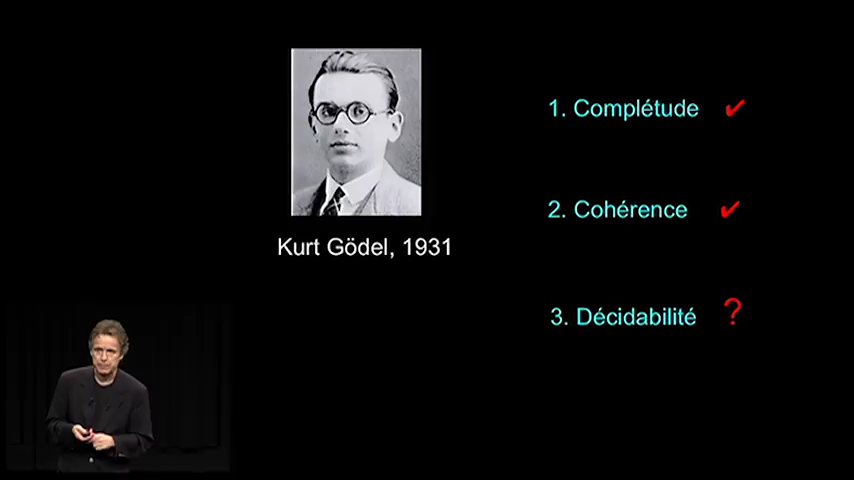 1. Complétude ✔
2. Cohérence ✔
Kurt Gödel, 1931
3. Décidabilité ?